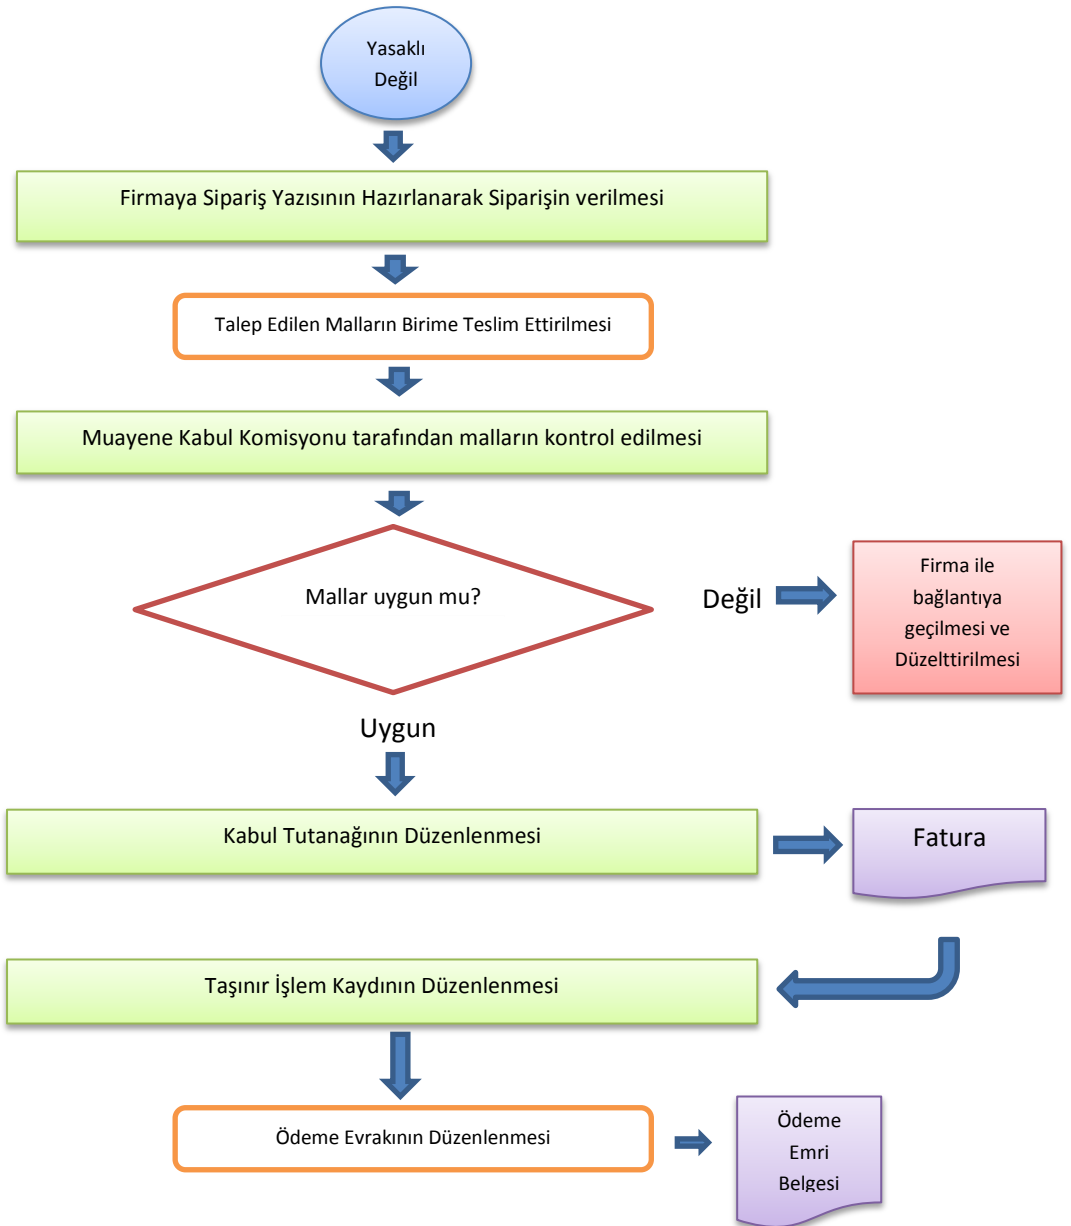 Yasaklı
Değil
Firmaya Sipariş Yazısının Hazırlanarak Siparişin verilmesi
Talep Edilen Malların Birime Teslim Ettirilmesi
Muayene Kabul Komisyonu tarafından malların kontrol edilmesi
Mallar uygun mu?
Değil
Firma ile
bağlantıya
geçilmesi ve
Düzelttirilmesi
Uygun
Kabul Tutanağının Düzenlenmesi
Fatura
Taşınır İşlem Kaydının Düzenlenmesi
Ödeme Evrakının Düzenlenmesi
Ödeme
Emri
Belgesi